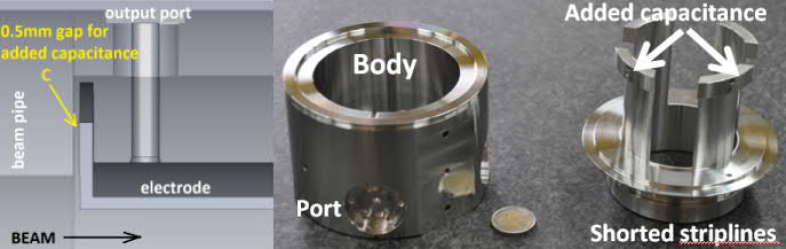 output port
0.5mm gap for
added capacitance
C
beam pipe
electrode
BEAM
Body
Port
Added capacitance
Shorted striplines